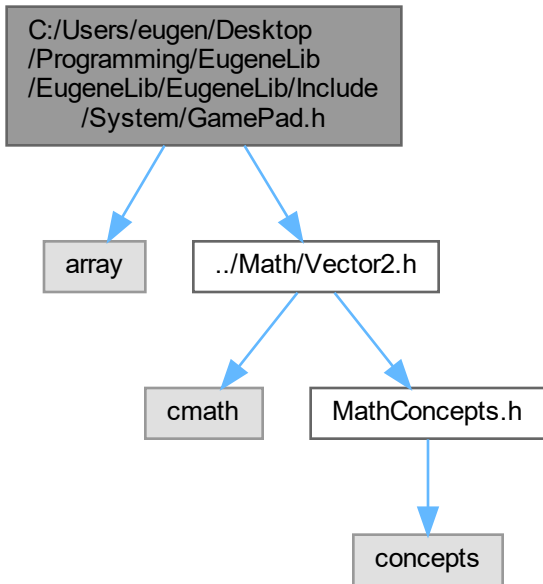 C:/Users/eugen/Desktop
/Programming/EugeneLib
/EugeneLib/EugeneLib/Include
/System/GamePad.h
array
../Math/Vector2.h
cmath
MathConcepts.h
concepts